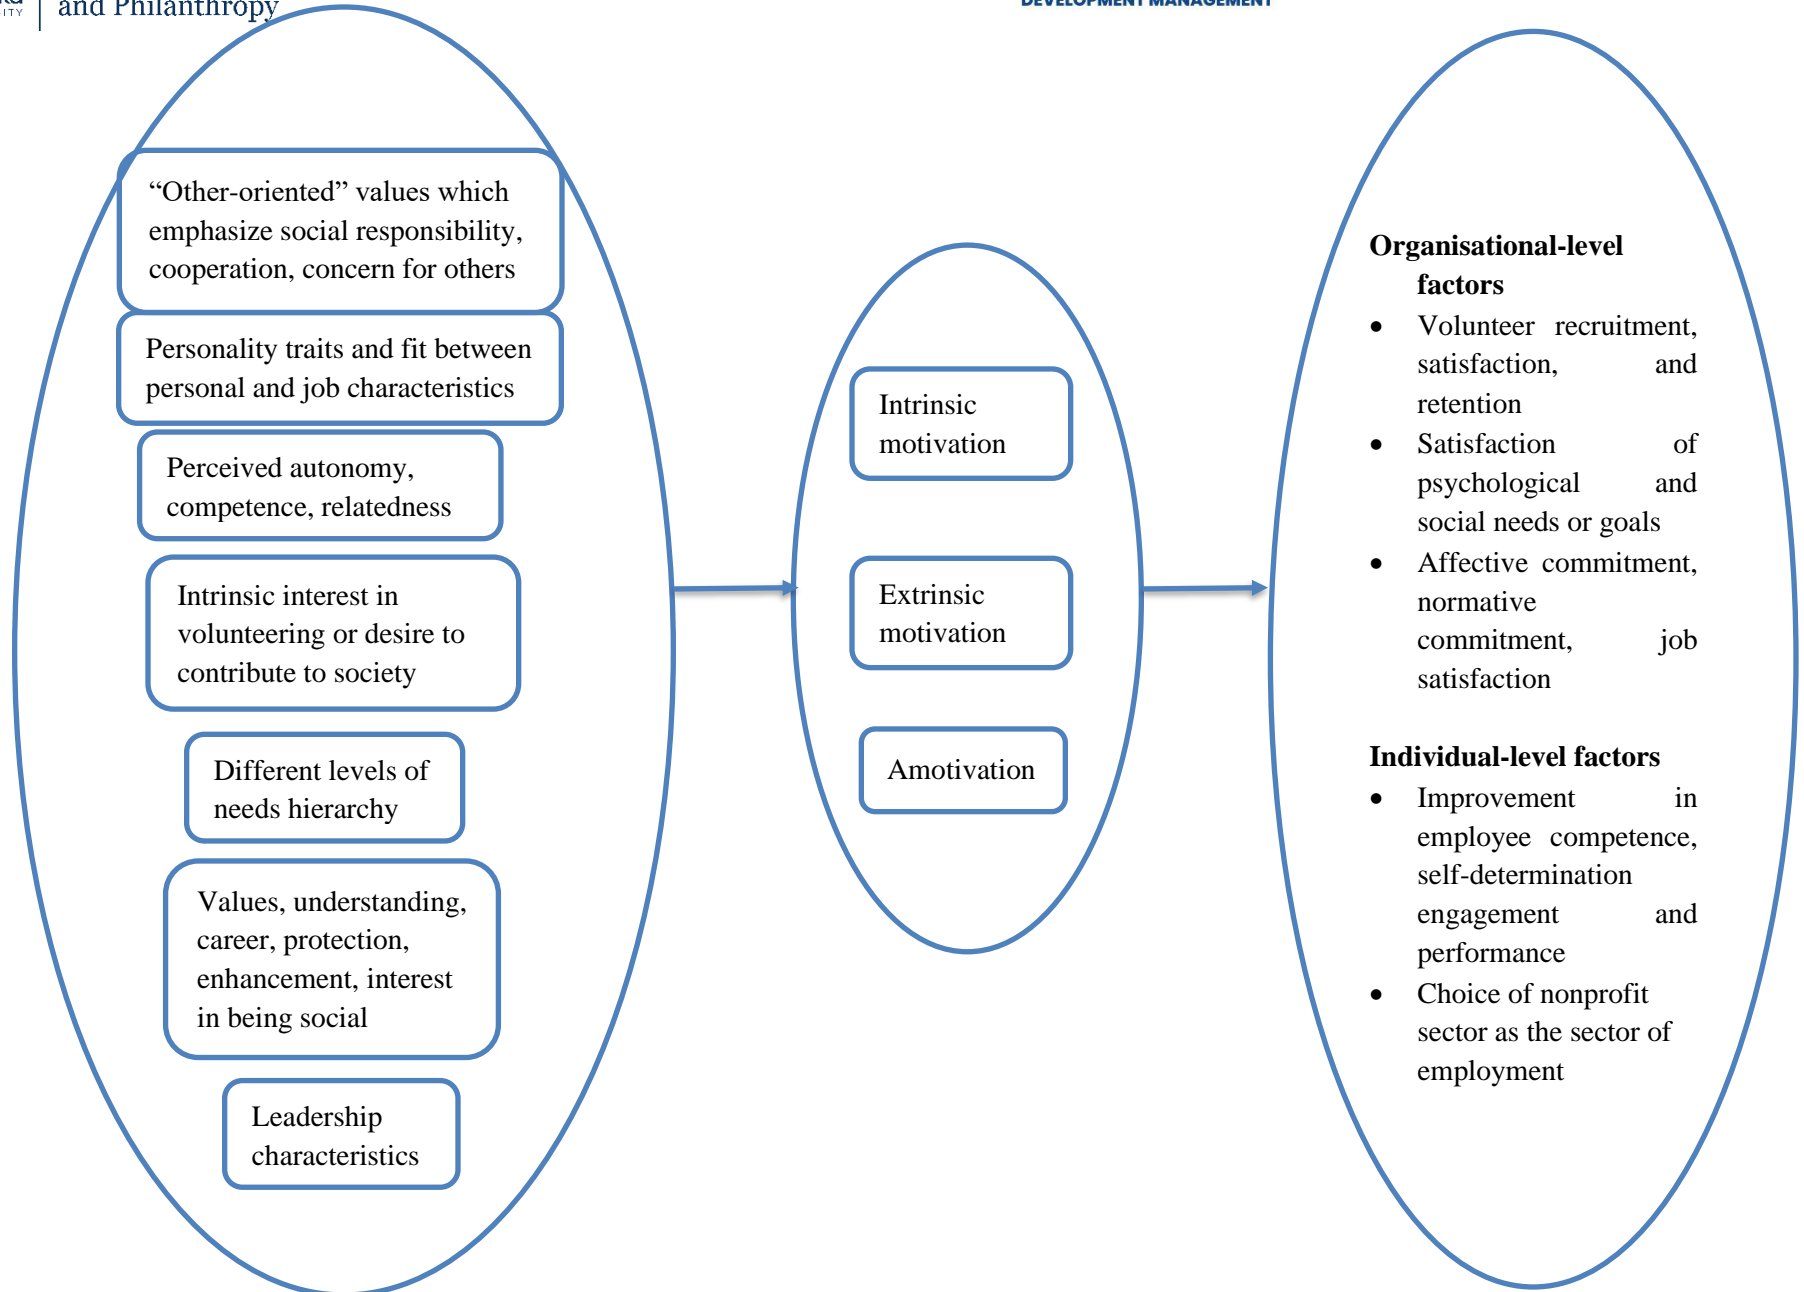 and Philanthropy
DEVELOPMENT MANAGEMENT
“Other-oriented” values which
emphasize social responsibility,
cooperation, concern for others
Personality traits and fit between
personal and job characteristics
Perceived autonomy,
competence, relatedness
Intrinsic interest in
volunteering or desire to
contribute to society
Different levels of
needs hierarchy
Values, understanding,
career, protection,
enhancement, interest
in being social
Leadership
characteristics
Intrinsic
motivation
Extrinsic
motivation
Amotivation
Organisational-level
factors
• Volunteer recruitment,
satisfaction, and
retention
• Satisfaction of
psychological and
social needs or goals
• Affective commitment,
normative
commitment, job
satisfaction
Individual-level factors
• Improvement in
employee competence,
self-determination
engagement and
performance
• Choice of nonprofit
sector as the sector of
employment